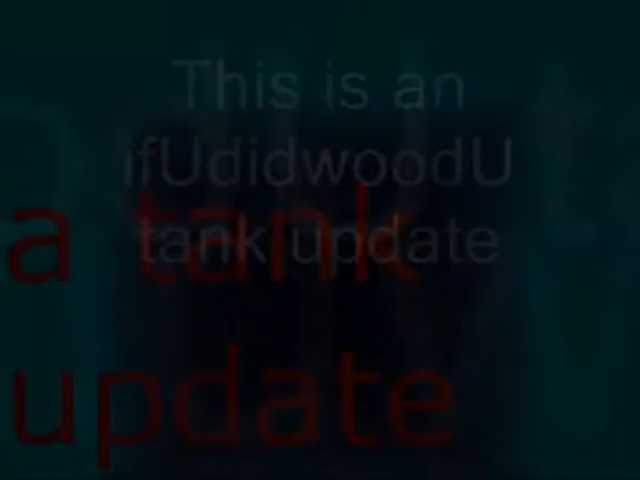 This is an
ifUdidwoodU
tank update
a tank
update